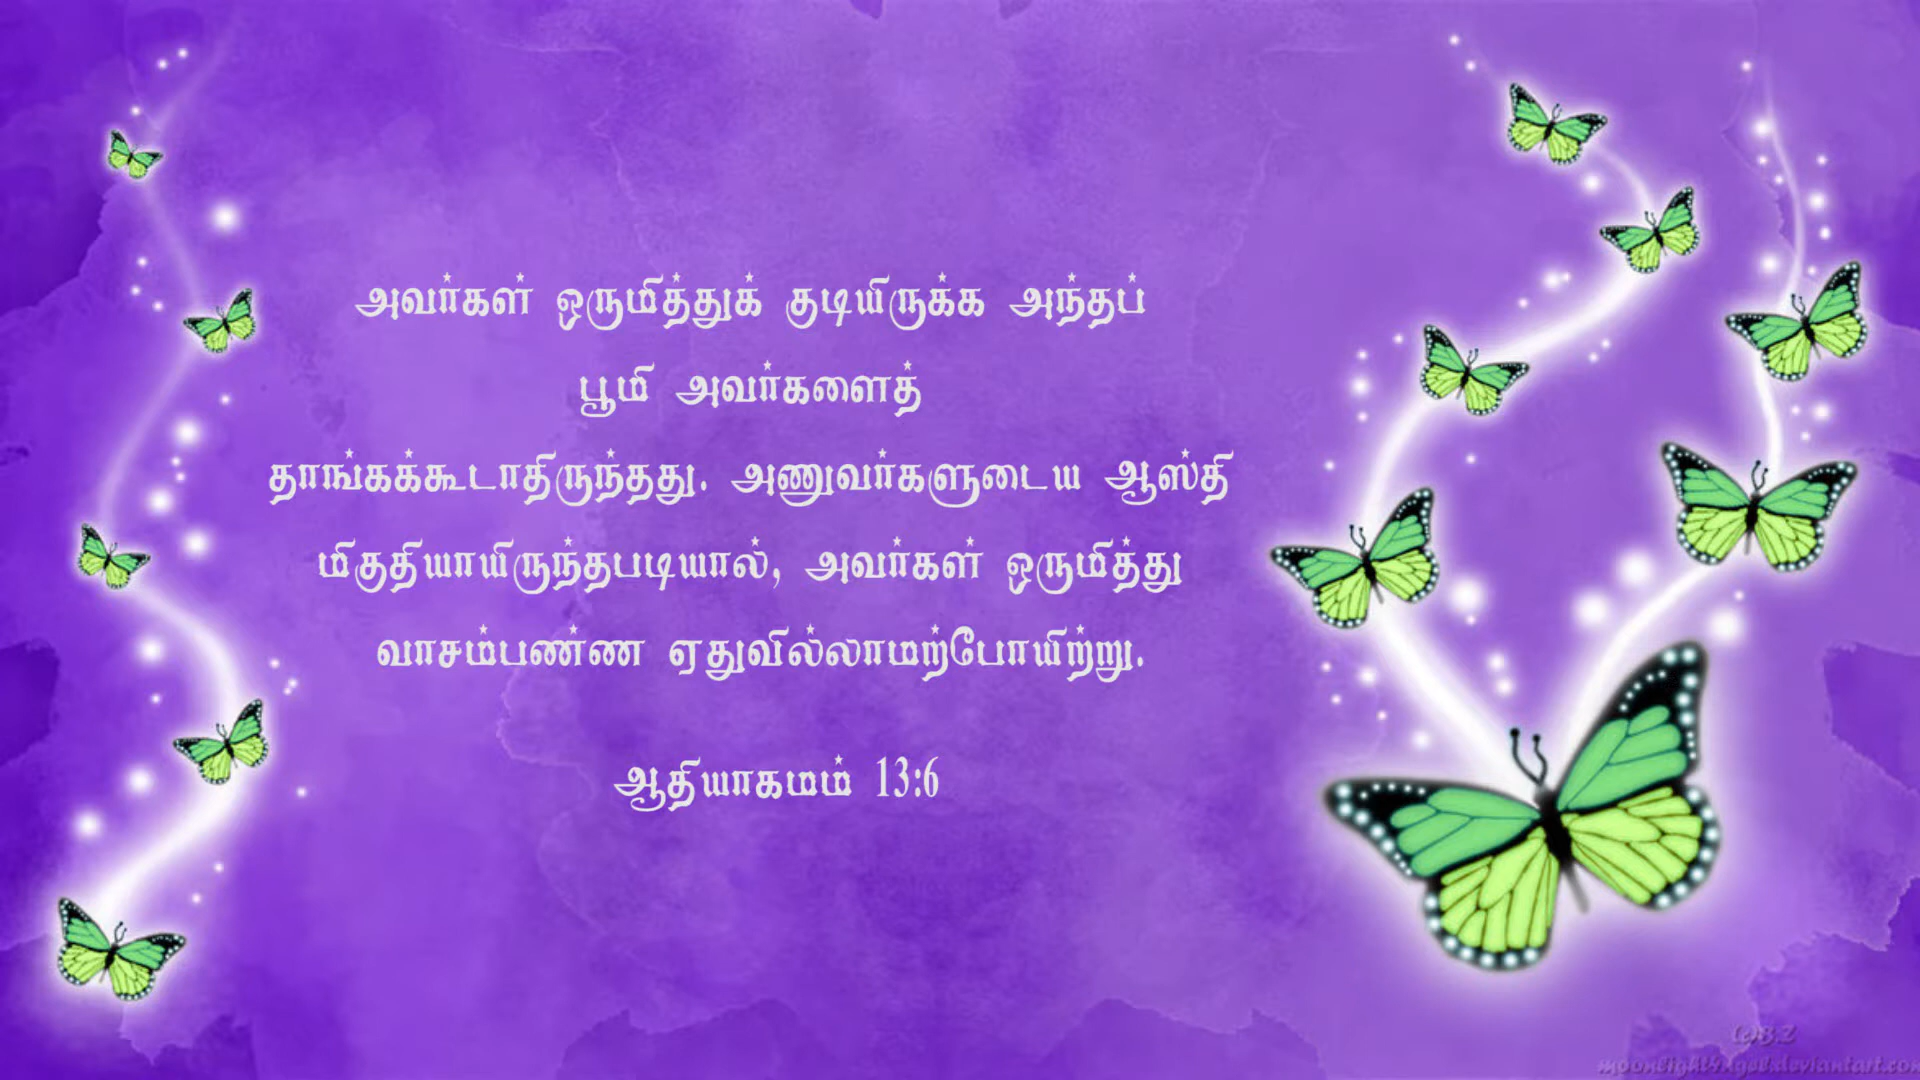 அவர்கள் ஒருமித்துக் குடியிருக்க அந்தப்
பூமி அவர்களைத்
தாங்கக்கூடாதிருந்தது. அணுவர்களுடைய ஆஸ்தி
மிகுதியாயிருந்தபடியால், அவர்கள் ஒருமித்து
வாசம்பண்ண ஏதுவில்லாமற்போயிற்று.
ஆதியாகமம் 13:6
(c)B.Z